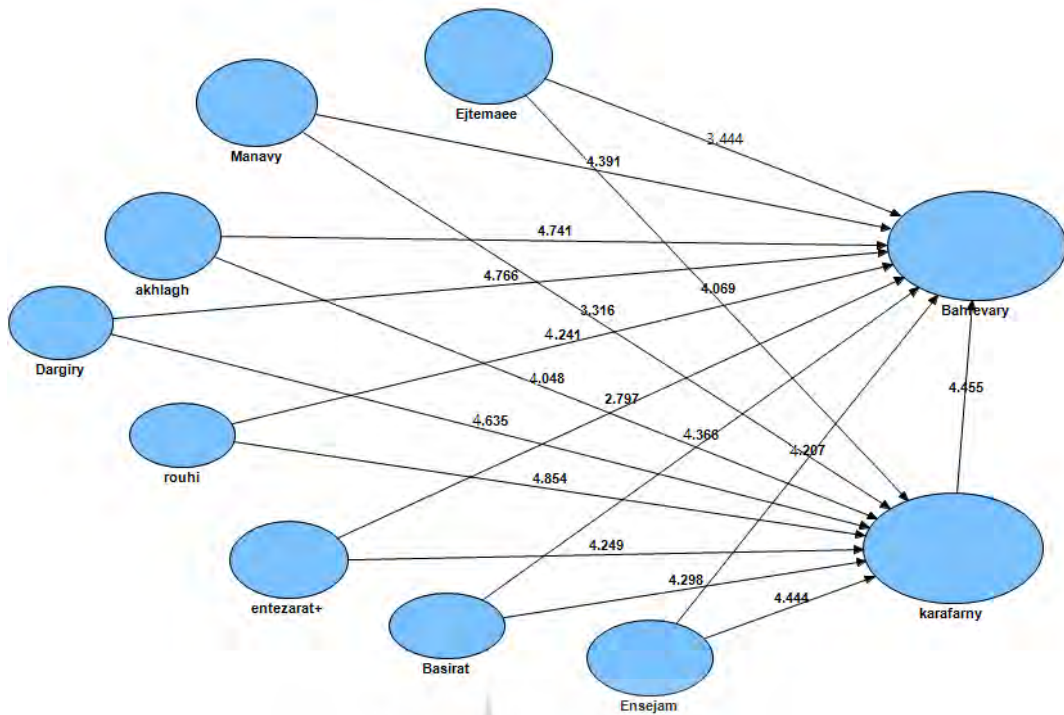 Ejtemaee
Manavy
3.444
4.391
akhlagh
4.741
4.766
4.069
Bahrevary
3.316
4.241
Dargiry
4.048
2.797
4.455
4.635
4.366
4.207
rouhi
4.854
4.249
entezarat+
4.298
4.444
karafarny
Basirat
Ensejam